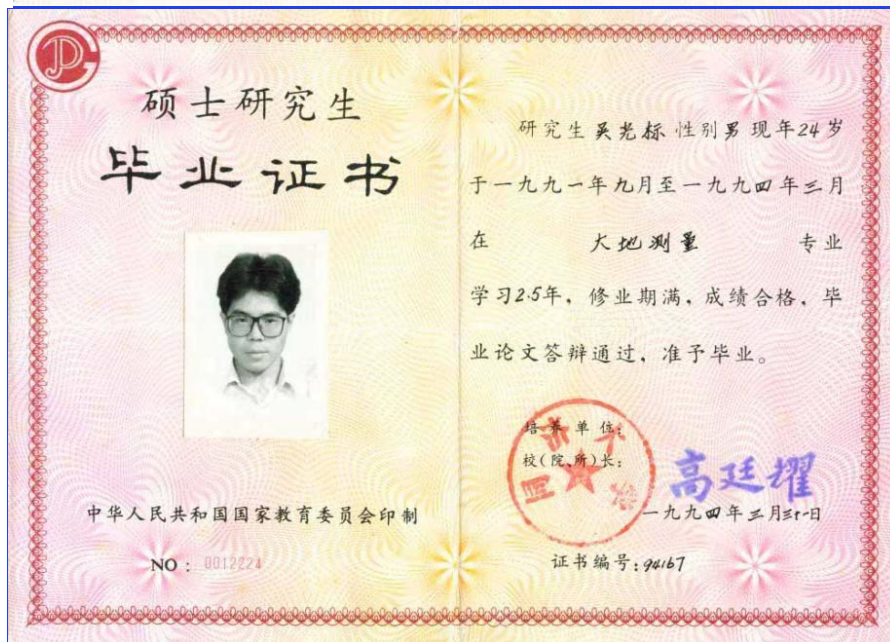 硕士研究生
毕业证书
中华人民共和国国家教育委员会印制
NO：0012224
研究生吴光标性别男现年24岁
于一九九一年九月至一九九四年三月
在 大地测量 专业
学习2.5年，修业期满，成绩合格，毕
业论文答辩通过，准予毕业。
培养单位：
校(院、所)长：
高廷耀
同济大学
一九九四年三月三十一日
证书编号：94167